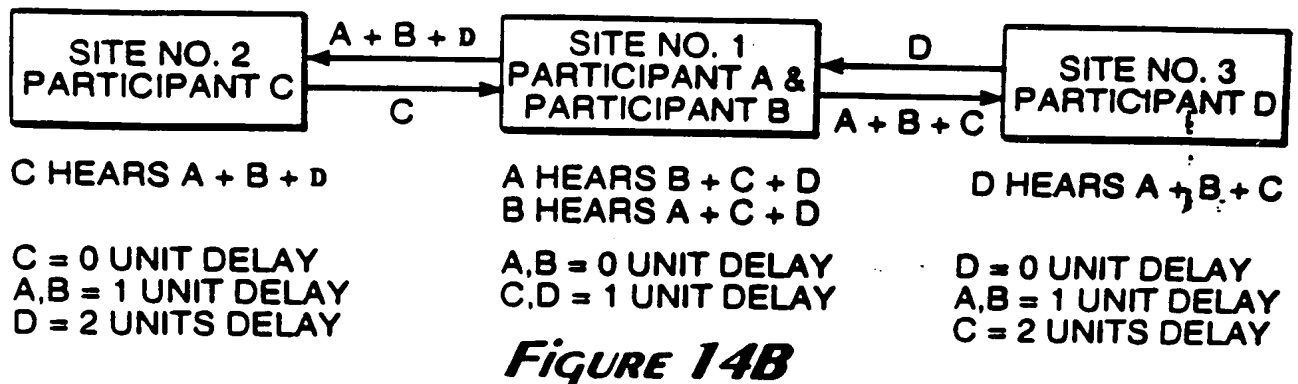 SITE NO. 2
PARTICIPANT C
A + B + D
C
SITE NO. 1
PARTICIPANT A &
PARTICIPANT B
D
A + B + C
SITE NO. 3
PARTICIPANT D
C HEARS A + B + D
A HEARS B + C + D
B HEARS A + C + D
D HEARS A + B + C
C = 0 UNIT DELAY
A,B = 1 UNIT DELAY
D = 2 UNITS DELAY
A,B = 0 UNIT DELAY
C,D = 1 UNIT DELAY
D = 0 UNIT DELAY
A,B = 1 UNIT DELAY
C = 2 UNITS DELAY
FIGURE 14B